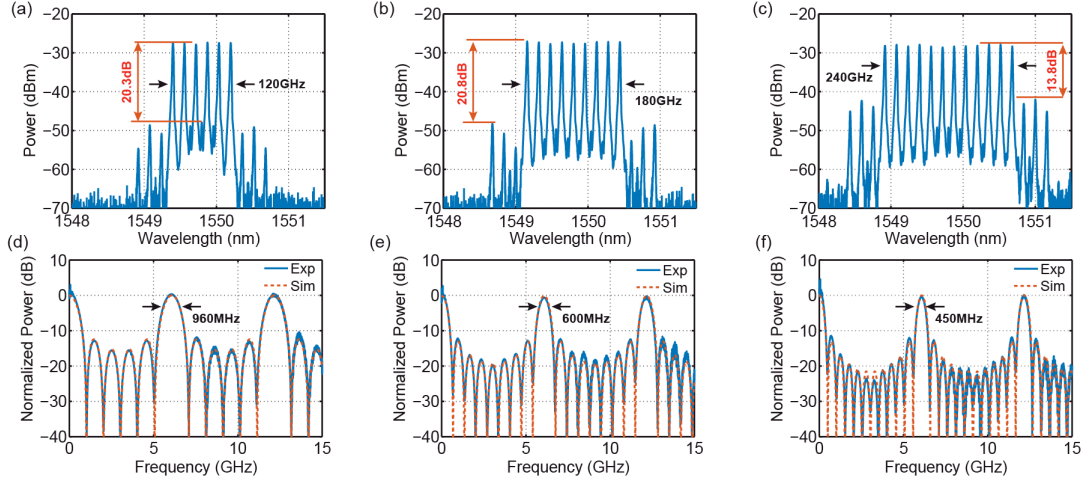 (a)
−20
−30
−40
−50
−60
−70
Power (dBm)
20.3dB
120GHz
1548
1549
1550
1551
Wavelength (nm)
(b)
−20
−30
−40
−50
−60
−70
Power (dBm)
20.8dB
180GHz
1548
1549
1550
1551
Wavelength (nm)
(c)
−20
−30
−40
−50
−60
−70
Power (dBm)
240GHz
13.8dB
1548
1549
1550
1551
Wavelength (nm)
(d)
10
0
−10
−20
−30
−40
Normalized Power (dB)
Exp
Sim
960MHz
0
5
10
15
Frequency (GHz)
(e)
10
0
−10
−20
−30
−40
Normalized Power (dB)
Exp
Sim
600MHz
0
5
10
15
Frequency (GHz)
(f)
10
0
−10
−20
−30
−40
Normalized Power (dB)
Exp
Sim
450MHz
0
5
10
15
Frequency (GHz)